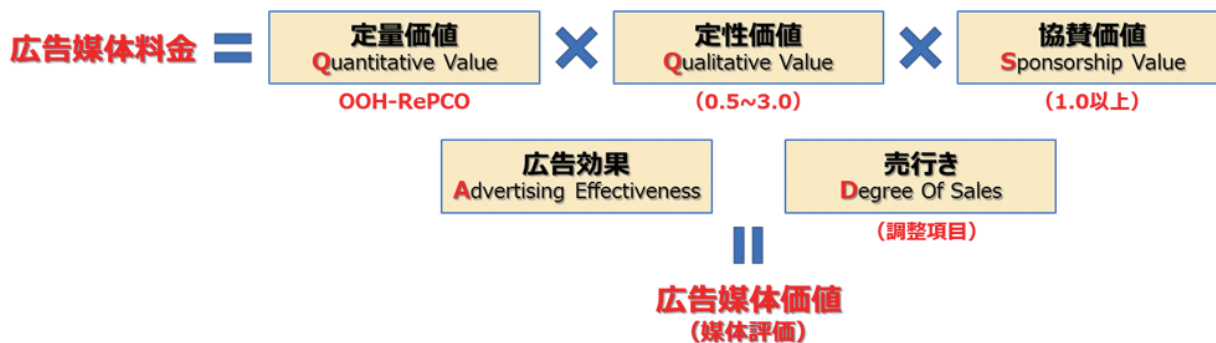 広告媒体料金 = 定量価値 × 定性価値 × 協賛価値
Quantitative Value Qualitative Value Sponsorship Value
OOH-RePCO (0.5~3.0) (1.0以上)
広告効果 売行き
Advertising Effectiveness Degree Of Sales
(調整項目)
=
広告媒体価値
(媒体評価)